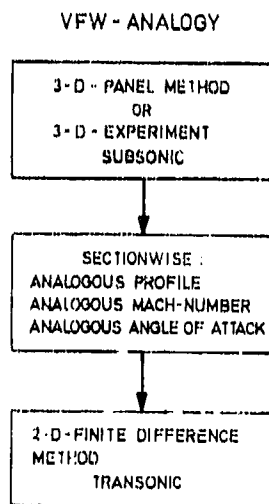 VFW-ANALOGY
3-D-PANEL METHOD
OR
3-D-EXPERIMENT
SUBSONIC
SECTIONWISE:
ANALOGOUS PROFILE
ANALOGOUS MACH-NUMBER
ANALOGOUS ANGLE OF ATTACK
2-D-FINITE DIFFERENCE
METHOD
TRANSONIC